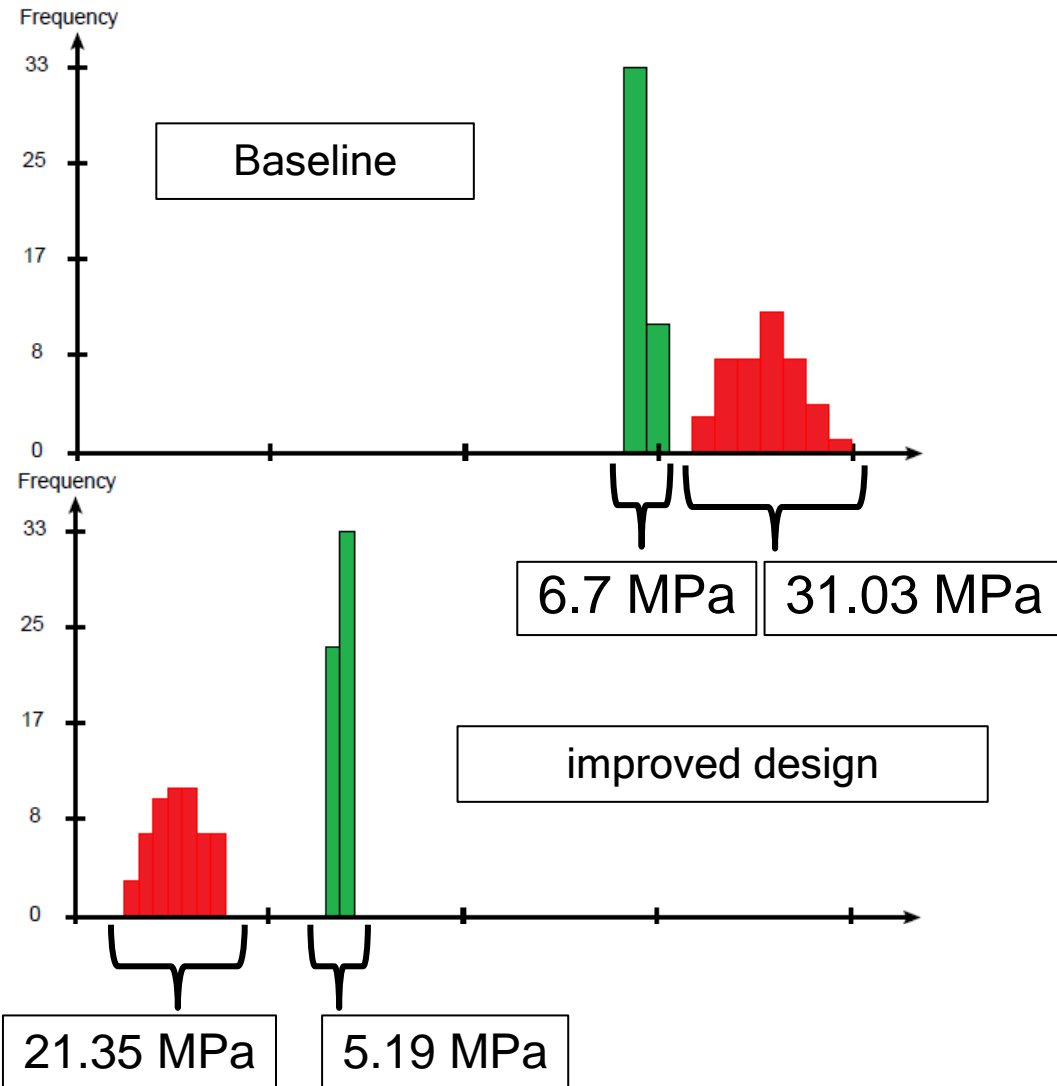 Frequency
33
25
17
8
0
Baseline
6.7 MPa
31.03 MPa
Frequency
33
25
17
8
0
improved design
21.35 MPa
5.19 MPa